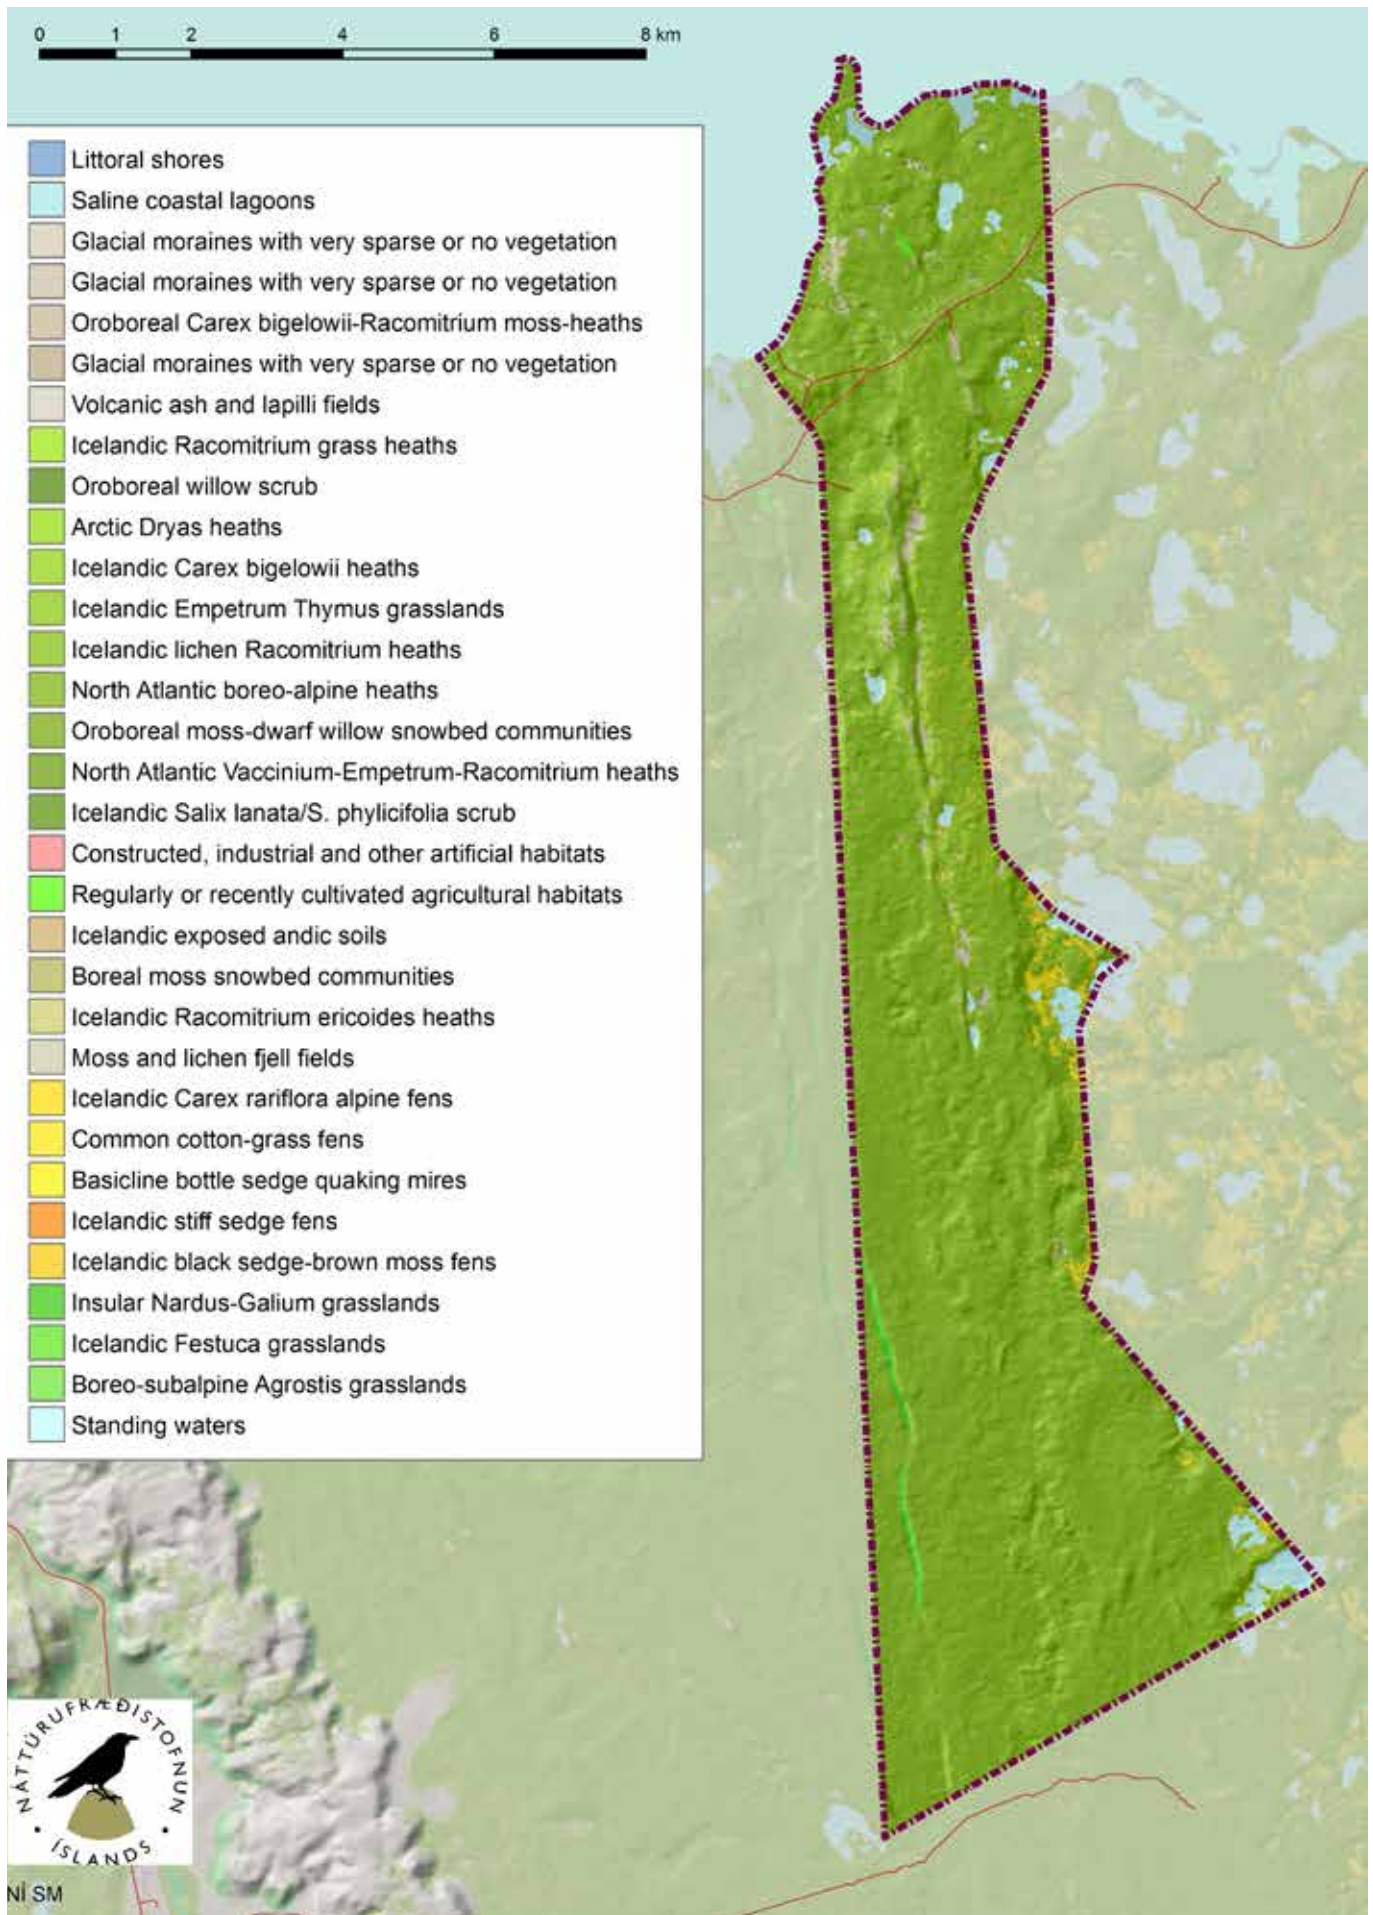 0 1 2 4 6 8 km
Littoral shores
Saline coastal lagoons
Glacial moraines with very sparse or no vegetation
Glacial moraines with very sparse or no vegetation
Oroboreal Carex bigelowii-Racomitrium moss-heaths
Glacial moraines with very sparse or no vegetation
Volcanic ash and lapilli fields
Icelandic Racomitrium grass heaths
Oroboreal willow scrub
Arctic Dryas heaths
Icelandic Carex bigelowii heaths
Icelandic Empetrum Thymus grasslands
Icelandic lichen Racomitrium heaths
North Atlantic boreo-alpine heaths
Oroboreal moss-dwarf willow snowbed communities
North Atlantic Vaccinium-Empetrum-Racomitrium heaths
Icelandic Salix lanata/S. phylicifolia scrub
Constructed, industrial and other artificial habitats
Regularly or recently cultivated agricultural habitats
Icelandic exposed andic soils
Boreal moss snowbed communities
Icelandic Racomitrium ericoides heaths
Moss and lichen fjell fields
Icelandic Carex rariflora alpine fens
Common cotton-grass fens
Basicline bottle sedge quaking mires
Icelandic stiff sedge fens
Icelandic black sedge-brown moss fens
Insular Nardus-Galium grasslands
Icelandic Festuca grasslands
Boreo-subalpine Agrostis grasslands
Standing waters
NÁTTÚRUFRÆÐISTOFNUN
• ÍSLANDS •
NÍ SM